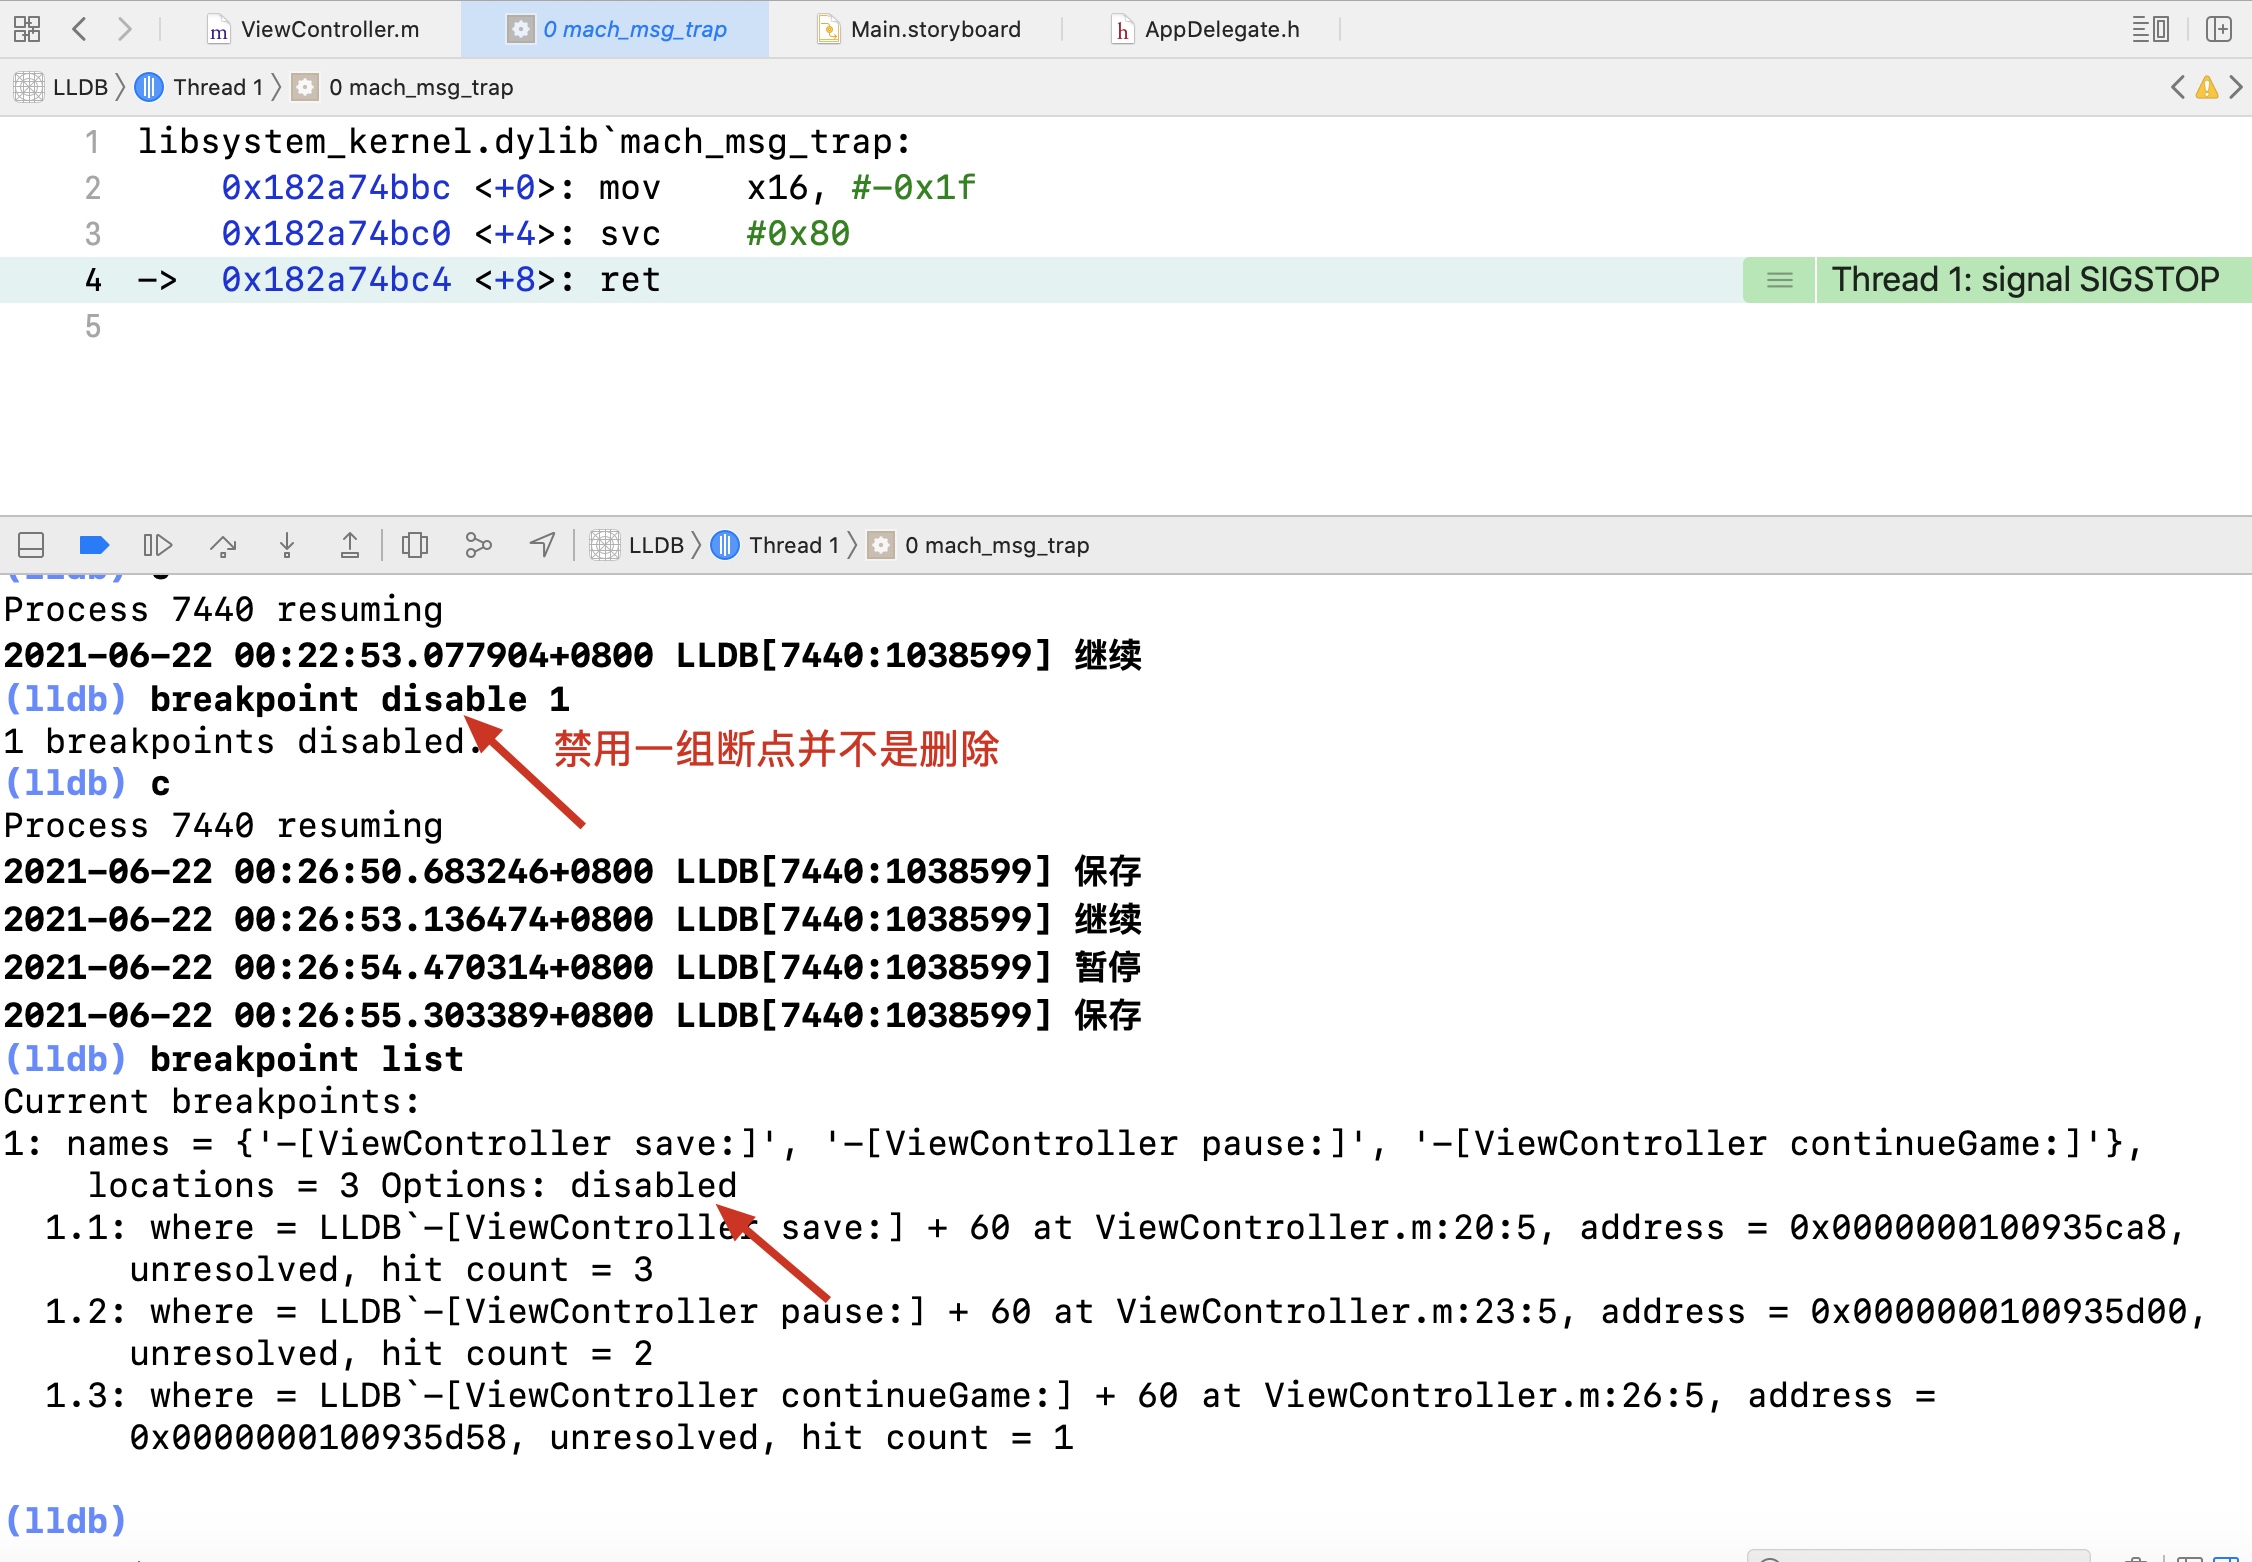 ViewController.m
0 mach_msg_trap
Main.storyboard
AppDelegate.h
LLDB Thread 1 0 mach_msg_trap
1 libsystem_kernel.dylib`mach_msg_trap:
2 0x182a74bbc <+0>: mov x16, #-0x1f
3 0x182a74bc0 <+4>: svc #0x80
4 -> 0x182a74bc4 <+8>: ret
Thread 1: signal SIGSTOP
5
LLDB Thread 1 0 mach_msg_trap
Process 7440 resuming
2021-06-22 00:22:53.077904+0800 LLDB[7440:1038599] 继续
(lldb) breakpoint disable 1
1 breakpoints disabled.
禁用一组断点并不是删除
(lldb) c
Process 7440 resuming
2021-06-22 00:26:50.683246+0800 LLDB[7440:1038599] 保存
2021-06-22 00:26:53.136474+0800 LLDB[7440:1038599] 继续
2021-06-22 00:26:54.470314+0800 LLDB[7440:1038599] 暂停
2021-06-22 00:26:55.303389+0800 LLDB[7440:1038599] 保存
(lldb) breakpoint list
Current breakpoints:
1: names = {'-[ViewController save:]', '-[ViewController pause:]', '-[ViewController continueGame:]'},
locations = 3 Options: disabled
1.1: where = LLDB`-[ViewController save:] + 60 at ViewController.m:20:5, address = 0x0000000100935ca8,
unresolved, hit count = 3
1.2: where = LLDB`-[ViewController pause:] + 60 at ViewController.m:23:5, address = 0x0000000100935d00,
unresolved, hit count = 2
1.3: where = LLDB`-[ViewController continueGame:] + 60 at ViewController.m:26:5, address =
0x0000000100935d58, unresolved, hit count = 1
(lldb)